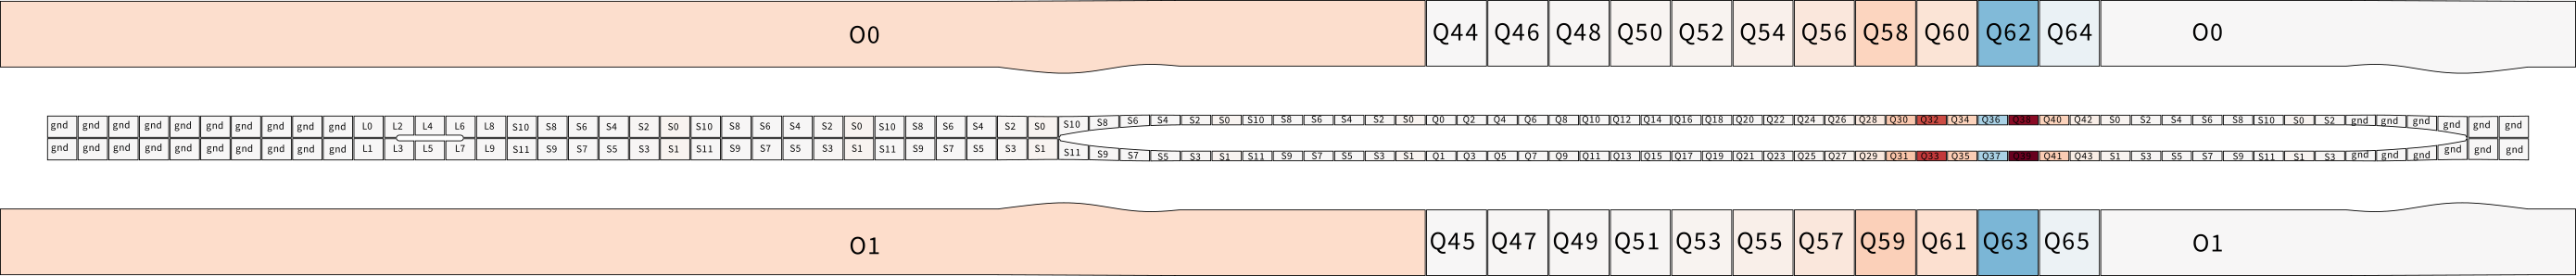 O0 Q44 Q46 Q48 Q50 Q52 Q54 Q56 Q58 Q60 Q62 Q64 O0
gnd gnd gnd gnd gnd gnd gnd gnd gnd gnd L0 L2 L4 L6 L8 S10 S8 S6 S4 S2 S0 S10 S8 S6 S4 S2 S0 S10 S8 S6 S4 S2 S0 S10 S8 S6 S4 S2 S0 S10 S8 S6 S4 S2 S0 Q0 Q2 Q4 Q6 Q8 Q10 Q12 Q14 Q16 Q18 Q20 Q22 Q24 Q26 Q28 Q30 Q32 Q34 Q36 Q38 Q40 Q42 S0 S2 S4 S6 S8 S10 S0 S2 gnd gnd gnd gnd gnd gnd
gnd gnd gnd gnd gnd gnd gnd gnd gnd gnd L1 L3 L5 L7 L9 S11 S9 S7 S5 S3 S1 S11 S9 S7 S5 S3 S1 S11 S9 S7 S5 S3 S1 S11 S9 S7 S5 S3 S1 S11 S9 S7 S5 S3 S1 Q1 Q3 Q5 Q7 Q9 Q11 Q13 Q15 Q17 Q19 Q21 Q23 Q25 Q27 Q29 Q31 Q33 Q35 Q37 Q39 Q41 Q43 S1 S3 S5 S7 S9 S11 S1 S3 gnd gnd gnd gnd gnd gnd
O1 Q45 Q47 Q49 Q51 Q53 Q55 Q57 Q59 Q61 Q63 Q65 O1